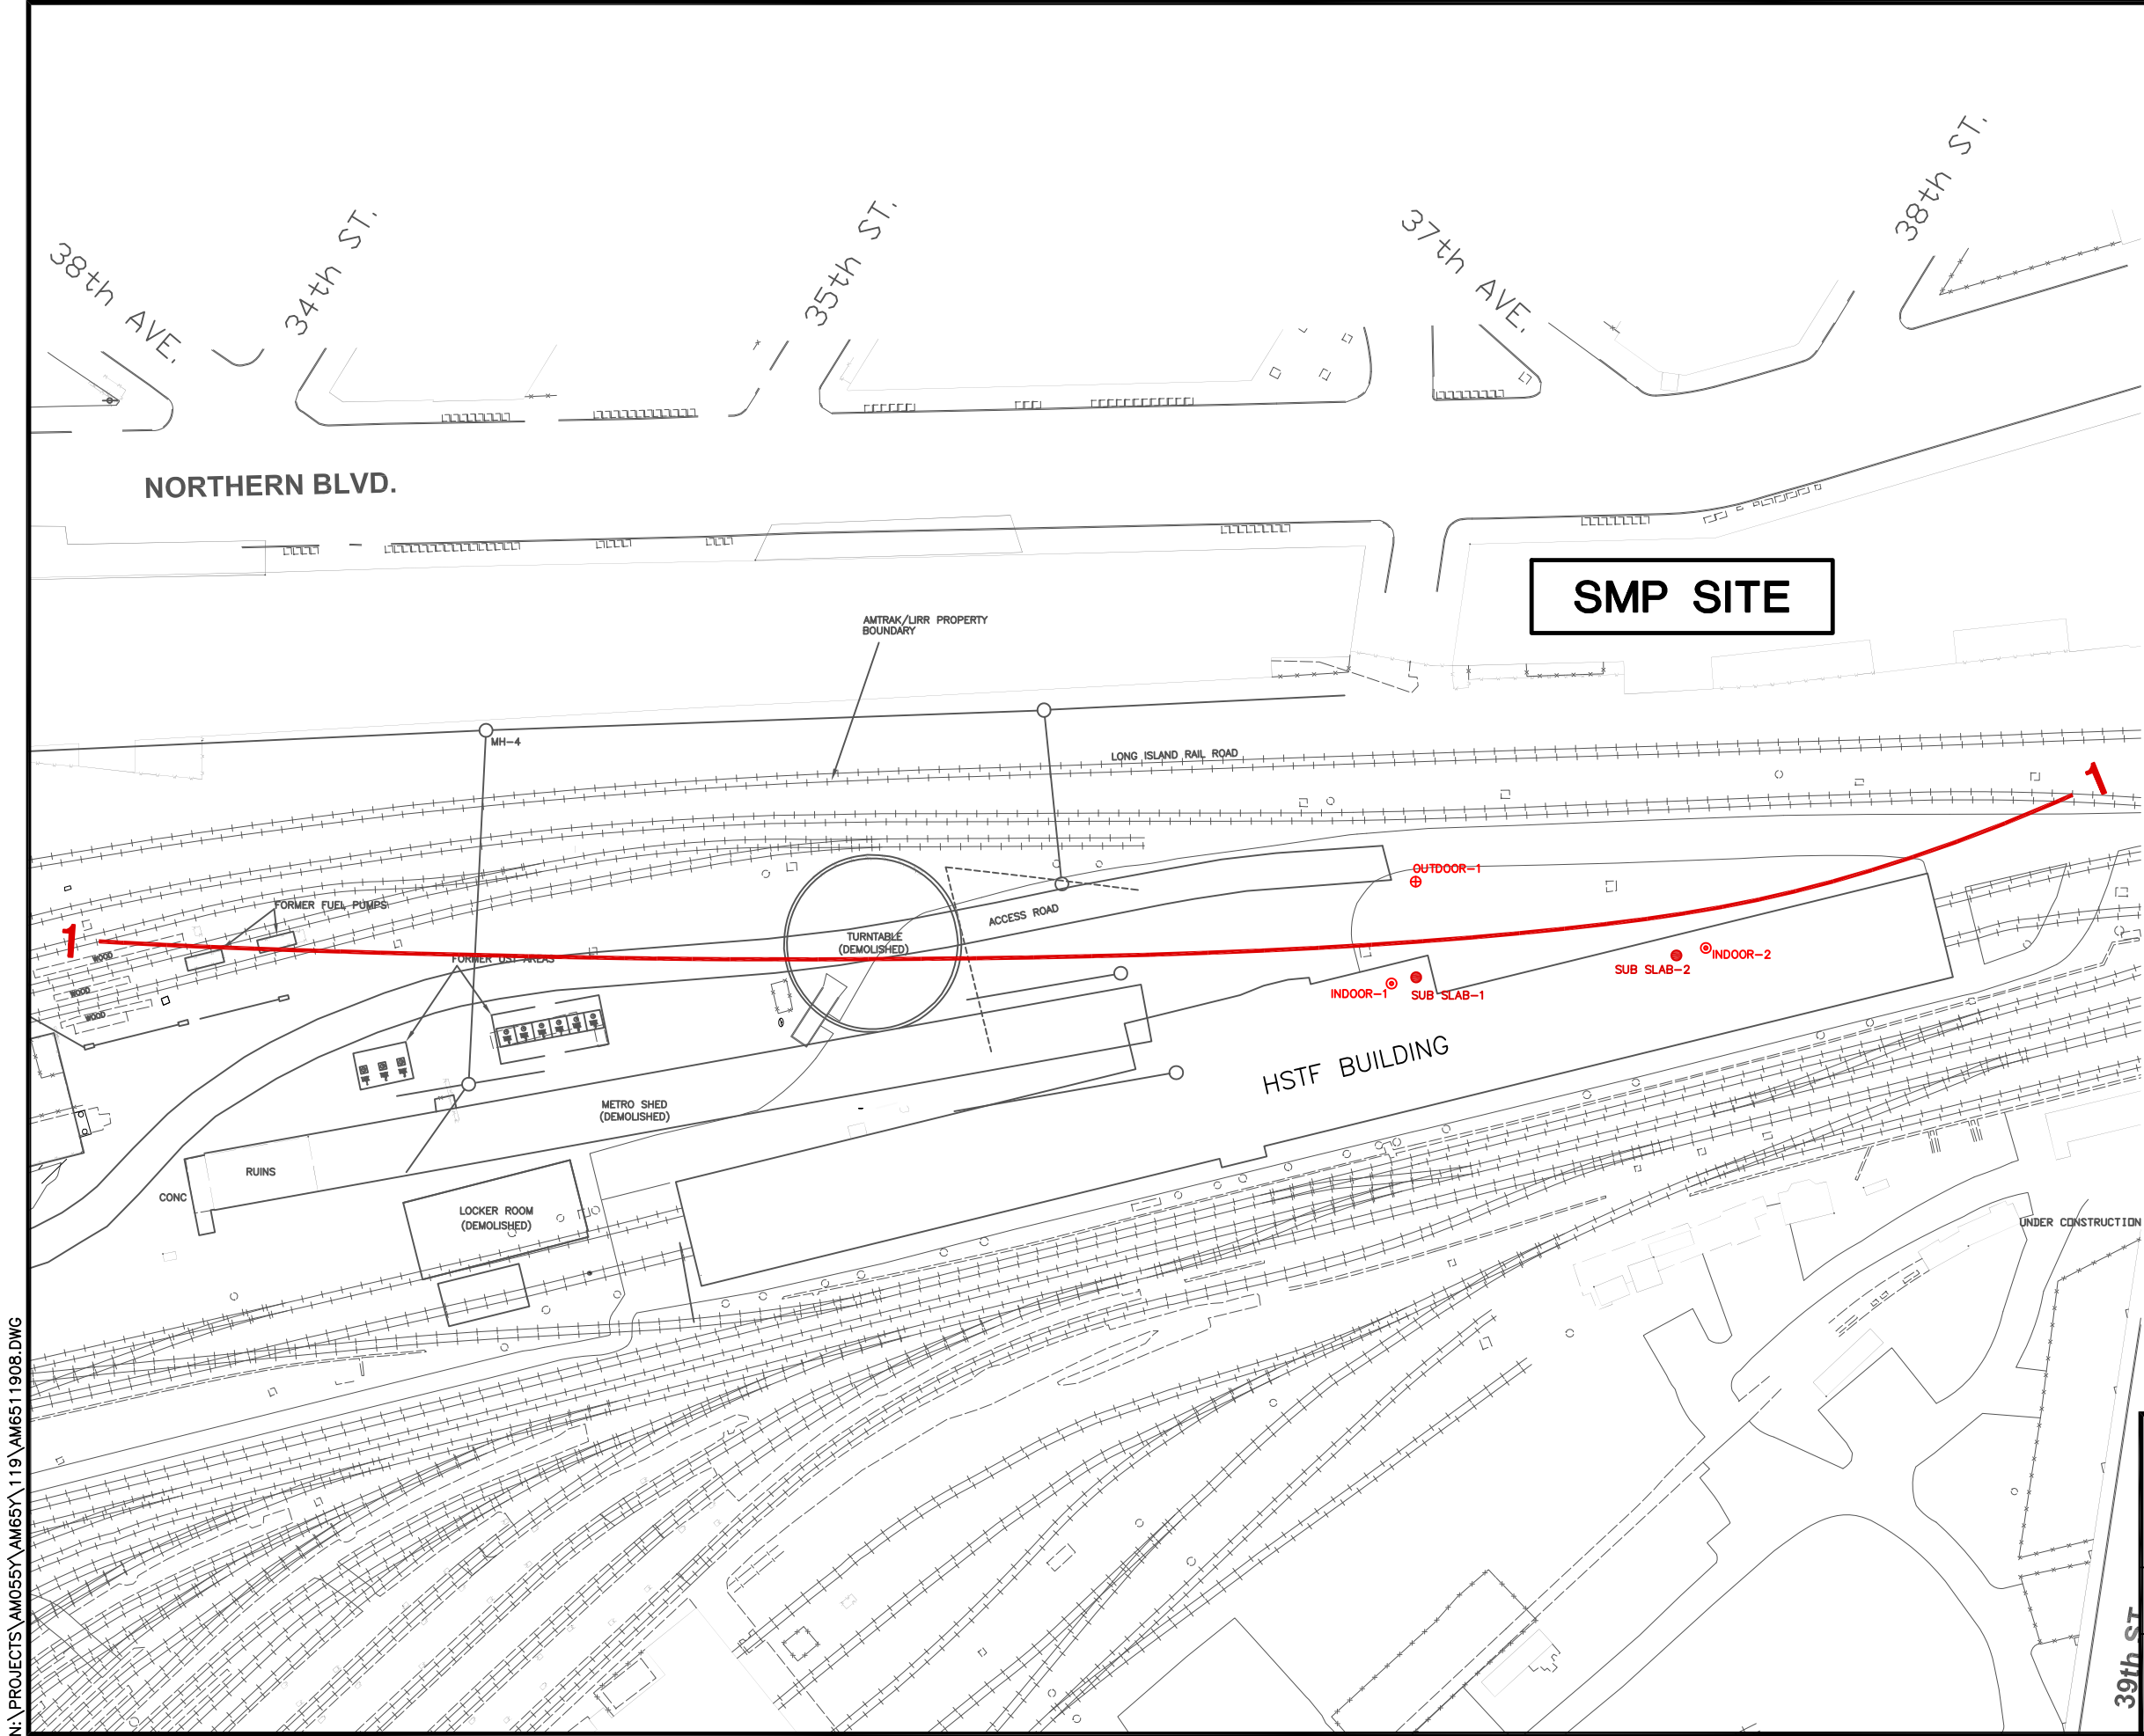 38th ST.
34th ST.
35th ST.
37th AVE.
38th AVE.
NORTHERN BLVD.
SMP SITE
AMTRAK/LIRR PROPERTY
BOUNDARY
MH-4
LONG ISLAND RAIL ROAD
1
OUTDOOR-1
FORMER FUEL PUMPS
ACCESS ROAD
1
TURNTABLE
(DEMOLISHED)
WOOD
FORMER UST AREAS
INDOOR-2
SUB SLAB-2
WOOD
INDOOR-1
SUB SLAB-1
WOOD
HSTF BUILDING
METRO SHED
(DEMOLISHED)
RUINS
CONC
LOCKER ROOM
(DEMOLISHED)
UNDER CONSTRUCTION
39th ST
N:\PROJECTS\AM055Y\AM65Y\119\AM6511908.DWG